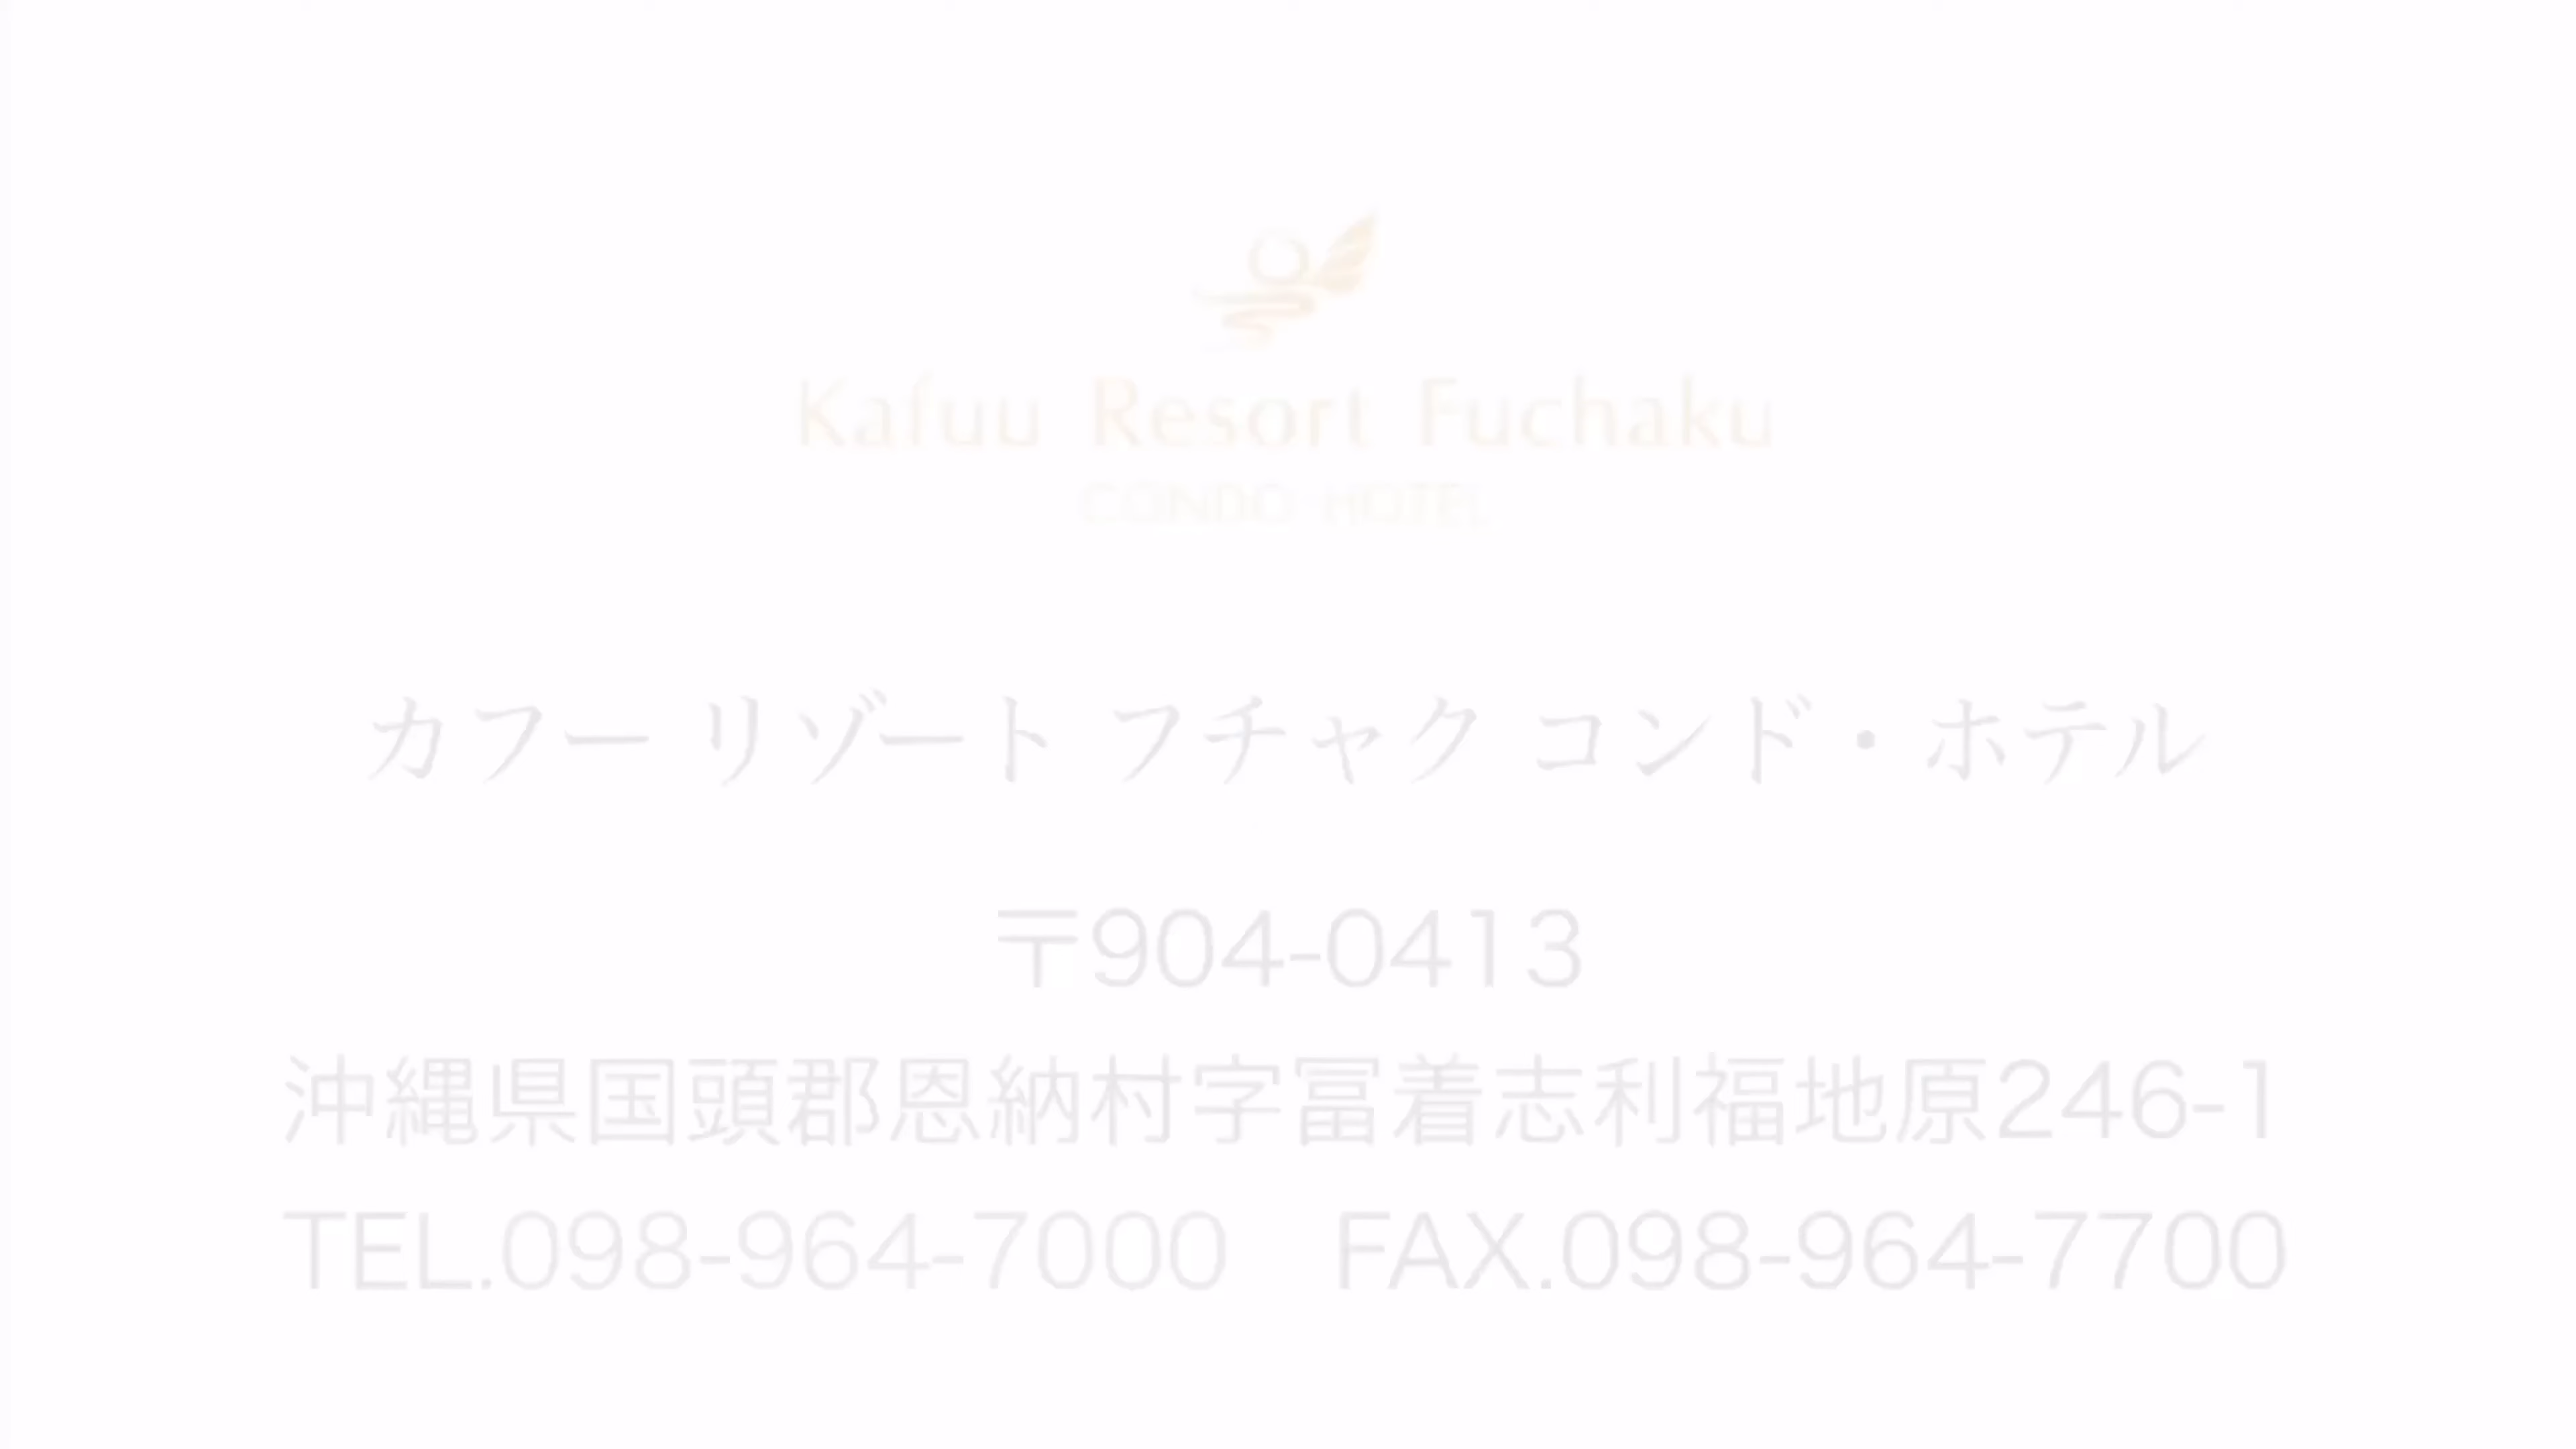 Kafuu Resort Fuchaku
CONDO HOTEL
カフー リゾート フチャク コンド・ホテル
〒904-0413
沖縄県国頭郡恩納村字冨着志利福地原246-1
TEL.098-964-7000　FAX.098-964-7700